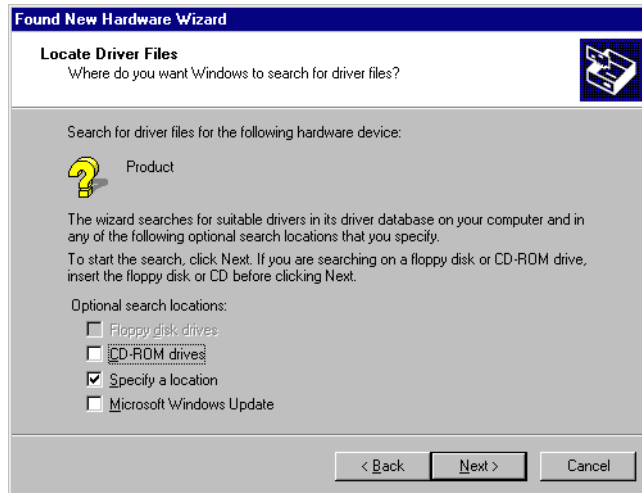 Found New Hardware Wizard
Locate Driver Files
Where do you want Windows to search for driver files?
Search for driver files for the following hardware device:
Product
The wizard searches for suitable drivers in its driver database on your computer and in
any of the following optional search locations that you specify.
To start the search, click Next. If you are searching on a floppy disk or CD-ROM drive,
insert the floppy disk or CD before clicking Next.
Optional search locations:
Floppy disk drives
CD-ROM drives
Specify a location
Microsoft Windows Update
< Back Next > Cancel